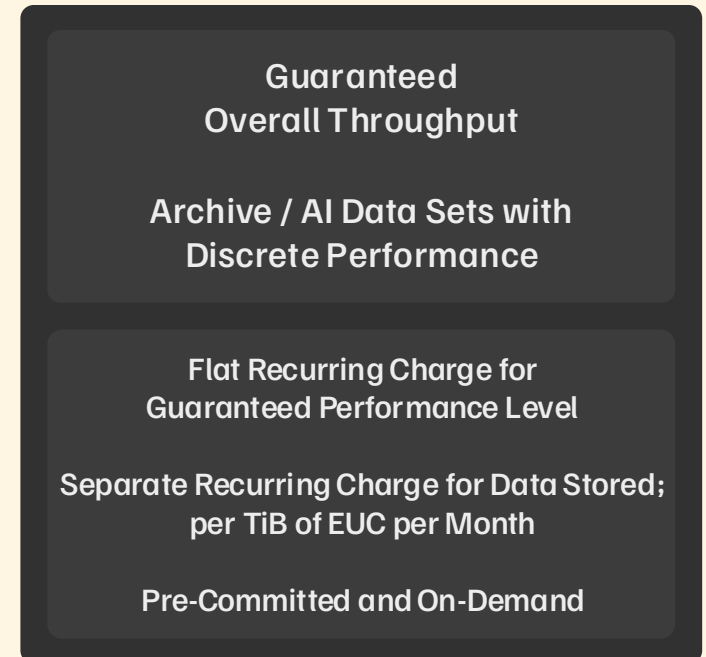 Guaranteed
Overall Throughput
Archive / AI Data Sets with
Discrete Performance
Flat Recurring Charge for
Guaranteed Performance Level
Separate Recurring Charge for Data Stored;
per TiB of EUC per Month
Pre-Committed and On-Demand